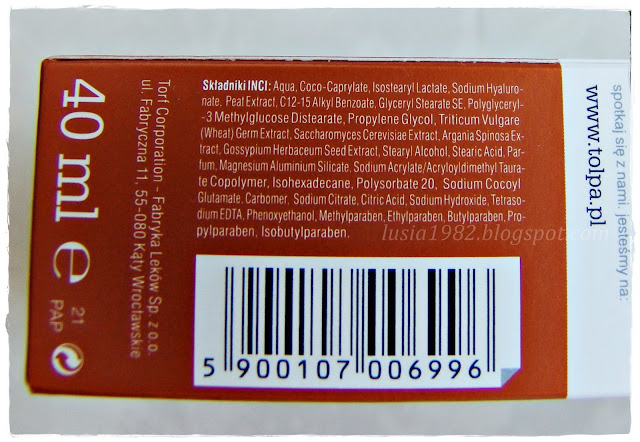 Składniki INCI: Aqua, Coco-Caprylate, Isostearyl Lactate, Sodium Hyaluro-
nate, Peat Extract, C12-15 Alkyl Benzoate, Glyceryl Stearate SE, Polyglyceryl-
-3 Methylglucose Distearate, Propylene Glycol, Triticum Vulgare
(Wheat) Germ Extract, Saccharomyces Cerevisiae Extract, Argania Spinosa Ex-
tract, Gossypium Herbaceum Seed Extract, Stearyl Alcohol, Stearic Acid, Par-
fum, Magnesium Aluminium Silicate, Sodium Acrylate/Acryloyldimethyl Taura-
te Copolymer, Isohexadecane, Polysorbate 20, Sodium Cocoyl
Glutamate, Carbomer, Sodium Citrate, Citric Acid, Sodium Hydroxide, Tetraso-
dium EDTA, Phenoxyethanol, Methylparaben, Ethylparaben, Butylparaben, Pro-
pylparaben, Isobutylparaben.
lusia1982.blogspot.com
5 900107 006996
Torf Corporation - Fabryka Leków Sp. z o.o.
ul. Fabryczna 11, 55-080 Kąty Wrocławskie
40 ml e
21
PAP
spotkaj się z nami. jesteśmy na:
www.tolpa.pl